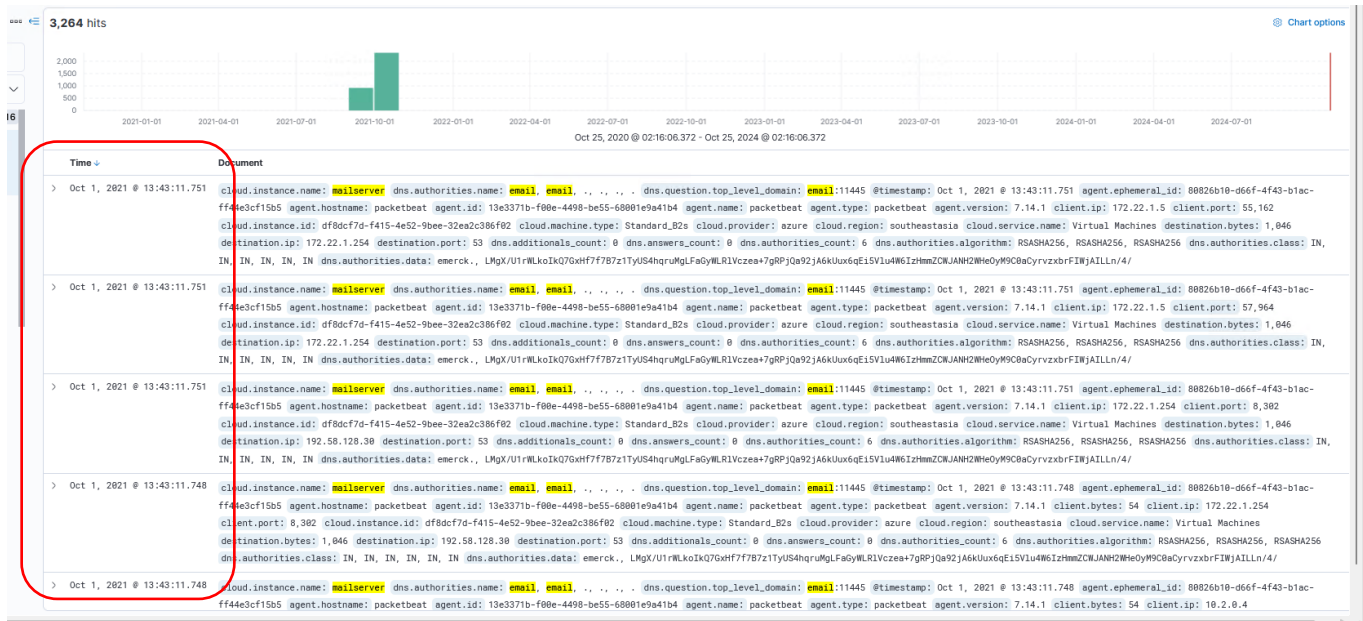 3,264 hits
Chart options
2,000
1,500
1,000
500
0
16
2021-01-01 2021-04-01 2021-07-01 2021-10-01 2022-01-01 2022-04-01 2022-07-01 2022-10-01 2023-01-01 2023-04-01 2023-07-01 2023-10-01 2024-01-01 2024-04-01 2024-07-01
Oct 25, 2020 @ 02:16:06.372 - Oct 25, 2024 @ 02:16:06.372
Time Document
Oct 1, 2021 @ 13:43:11.751 cloud.instance.name: mailserver dns.authorities.name: email, email, ., ., ., . dns.question.top_level_domain: email:11445 @timestamp: Oct 1, 2021 @ 13:43:11.751 agent.ephemeral_id: 80826b10-d66f-4f43-b1ac-
ff44e3cf15b5 agent.hostname: packetbeat agent.id: 13e3371b-f00e-4498-be55-68001e9a41b4 agent.name: packetbeat agent.type: packetbeat agent.version: 7.14.1 client.ip: 172.22.1.5 client.port: 55,162
cloud.instance.id: df8dcf7d-f415-4e52-9bee-32ea2c386f02 cloud.machine.type: Standard_B2s cloud.provider: azure cloud.region: southeastasia cloud.service.name: Virtual Machines destination.bytes: 1,046
destination.ip: 172.22.1.254 destination.port: 53 dns.additionals_count: 0 dns.answers_count: 0 dns.authorities_count: 6 dns.authorities.algorithm: RSASHA256, RSASHA256, RSASHA256 dns.authorities.class: IN,
IN, IN, IN, IN, IN dns.authorities.data: emerck., LMgX/U1rWLkoIkQ7GxHf7f7B7z1TyUS4hqruMgLFaGyWLRlVczea+7gRPjQa92jA6kUux6qEi5Vlu4W6IzHmmZCWJANH2WHeOyM9C0aCyrvzxbrFIWjAILLn/4/
Oct 1, 2021 @ 13:43:11.751 cloud.instance.name: mailserver dns.authorities.name: email, email, ., ., ., . dns.question.top_level_domain: email:11445 @timestamp: Oct 1, 2021 @ 13:43:11.751 agent.ephemeral_id: 80826b10-d66f-4f43-b1ac-
ff44e3cf15b5 agent.hostname: packetbeat agent.id: 13e3371b-f00e-4498-be55-68001e9a41b4 agent.name: packetbeat agent.type: packetbeat agent.version: 7.14.1 client.ip: 172.22.1.5 client.port: 57,964
cloud.instance.id: df8dcf7d-f415-4e52-9bee-32ea2c386f02 cloud.machine.type: Standard_B2s cloud.provider: azure cloud.region: southeastasia cloud.service.name: Virtual Machines destination.bytes: 1,046
destination.ip: 172.22.1.254 destination.port: 53 dns.additionals_count: 0 dns.answers_count: 0 dns.authorities_count: 6 dns.authorities.algorithm: RSASHA256, RSASHA256, RSASHA256 dns.authorities.class: IN,
IN, IN, IN, IN, IN dns.authorities.data: emerck., LMgX/U1rWLkoIkQ7GxHf7f7B7z1TyUS4hqruMgLFaGyWLRlVczea+7gRPjQa92jA6kUux6qEi5Vlu4W6IzHmmZCWJANH2WHeOyM9C0aCyrvzxbrFIWjAILLn/4/
Oct 1, 2021 @ 13:43:11.751 cloud.instance.name: mailserver dns.authorities.name: email, email, ., ., ., . dns.question.top_level_domain: email:11445 @timestamp: Oct 1, 2021 @ 13:43:11.751 agent.ephemeral_id: 80826b10-d66f-4f43-b1ac-
ff44e3cf15b5 agent.hostname: packetbeat agent.id: 13e3371b-f00e-4498-be55-68001e9a41b4 agent.name: packetbeat agent.type: packetbeat agent.version: 7.14.1 client.ip: 172.22.1.254 client.port: 8,302
cloud.instance.id: df8dcf7d-f415-4e52-9bee-32ea2c386f02 cloud.machine.type: Standard_B2s cloud.provider: azure cloud.region: southeastasia cloud.service.name: Virtual Machines destination.bytes: 1,046
destination.ip: 192.58.128.30 destination.port: 53 dns.additionals_count: 0 dns.answers_count: 0 dns.authorities_count: 6 dns.authorities.algorithm: RSASHA256, RSASHA256, RSASHA256 dns.authorities.class: IN,
IN, IN, IN, IN, IN dns.authorities.data: emerck., LMgX/U1rWLkoIkQ7GxHf7f7B7z1TyUS4hqruMgLFaGyWLRlVczea+7gRPjQa92jA6kUux6qEi5Vlu4W6IzHmmZCWJANH2WHeOyM9C0aCyrvzxbrFIWjAILLn/4/
Oct 1, 2021 @ 13:43:11.748 cloud.instance.name: mailserver dns.authorities.name: email, email, ., ., ., . dns.question.top_level_domain: email:11445 @timestamp: Oct 1, 2021 @ 13:43:11.748 agent.ephemeral_id: 80826b10-d66f-4f43-b1ac-
ff44e3cf15b5 agent.hostname: packetbeat agent.id: 13e3371b-f00e-4498-be55-68001e9a41b4 agent.name: packetbeat agent.type: packetbeat agent.version: 7.14.1 client.bytes: 54 client.ip: 172.22.1.254
client.port: 8,302 cloud.instance.id: df8dcf7d-f415-4e52-9bee-32ea2c386f02 cloud.machine.type: Standard_B2s cloud.provider: azure cloud.region: southeastasia cloud.service.name: Virtual Machines
destination.bytes: 1,046 destination.ip: 192.58.128.30 destination.port: 53 dns.additionals_count: 0 dns.answers_count: 0 dns.authorities_count: 6 dns.authorities.algorithm: RSASHA256, RSASHA256, RSASHA256
dns.authorities.class: IN, IN, IN, IN, IN, IN dns.authorities.data: emerck., LMgX/U1rWLkoIkQ7GxHf7f7B7z1TyUS4hqruMgLFaGyWLRlVczea+7gRPjQa92jA6kUux6qEi5Vlu4W6IzHmmZCWJANH2WHeOyM9C0aCyrvzxbrFIWjAILLn/4/
Oct 1, 2021 @ 13:43:11.748 cloud.instance.name: mailserver dns.authorities.name: email, email, ., ., ., . dns.question.top_level_domain: email:11445 @timestamp: Oct 1, 2021 @ 13:43:11.748 agent.ephemeral_id: 80826b10-d66f-4f43-b1ac-
ff44e3cf15b5 agent.hostname: packetbeat agent.id: 13e3371b-f00e-4498-be55-68001e9a41b4 agent.name: packetbeat agent.type: packetbeat agent.version: 7.14.1 client.bytes: 54 client.ip: 10.2.0.4